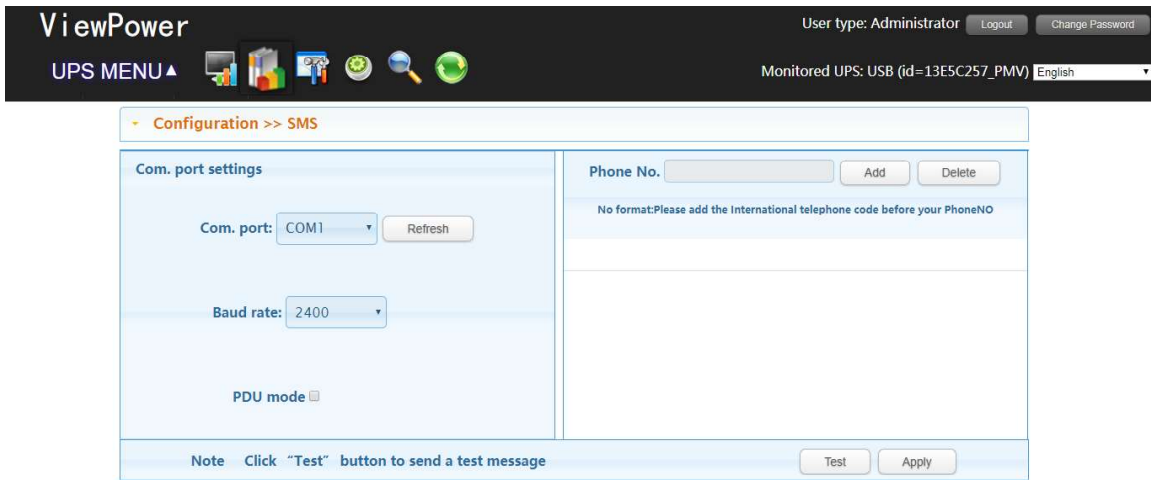 ViewPower
User type: Administrator Logout Change Password
UPS MENU▲
Monitored UPS: USB (id=13E5C257_PMV) English
Configuration >> SMS
Com. port settings
Com. port: COM1 Refresh
Baud rate: 2400
PDU mode
Phone No. Add Delete
No format:Please add the International telephone code before your PhoneNO
Note Click “Test” button to send a test message Test Apply